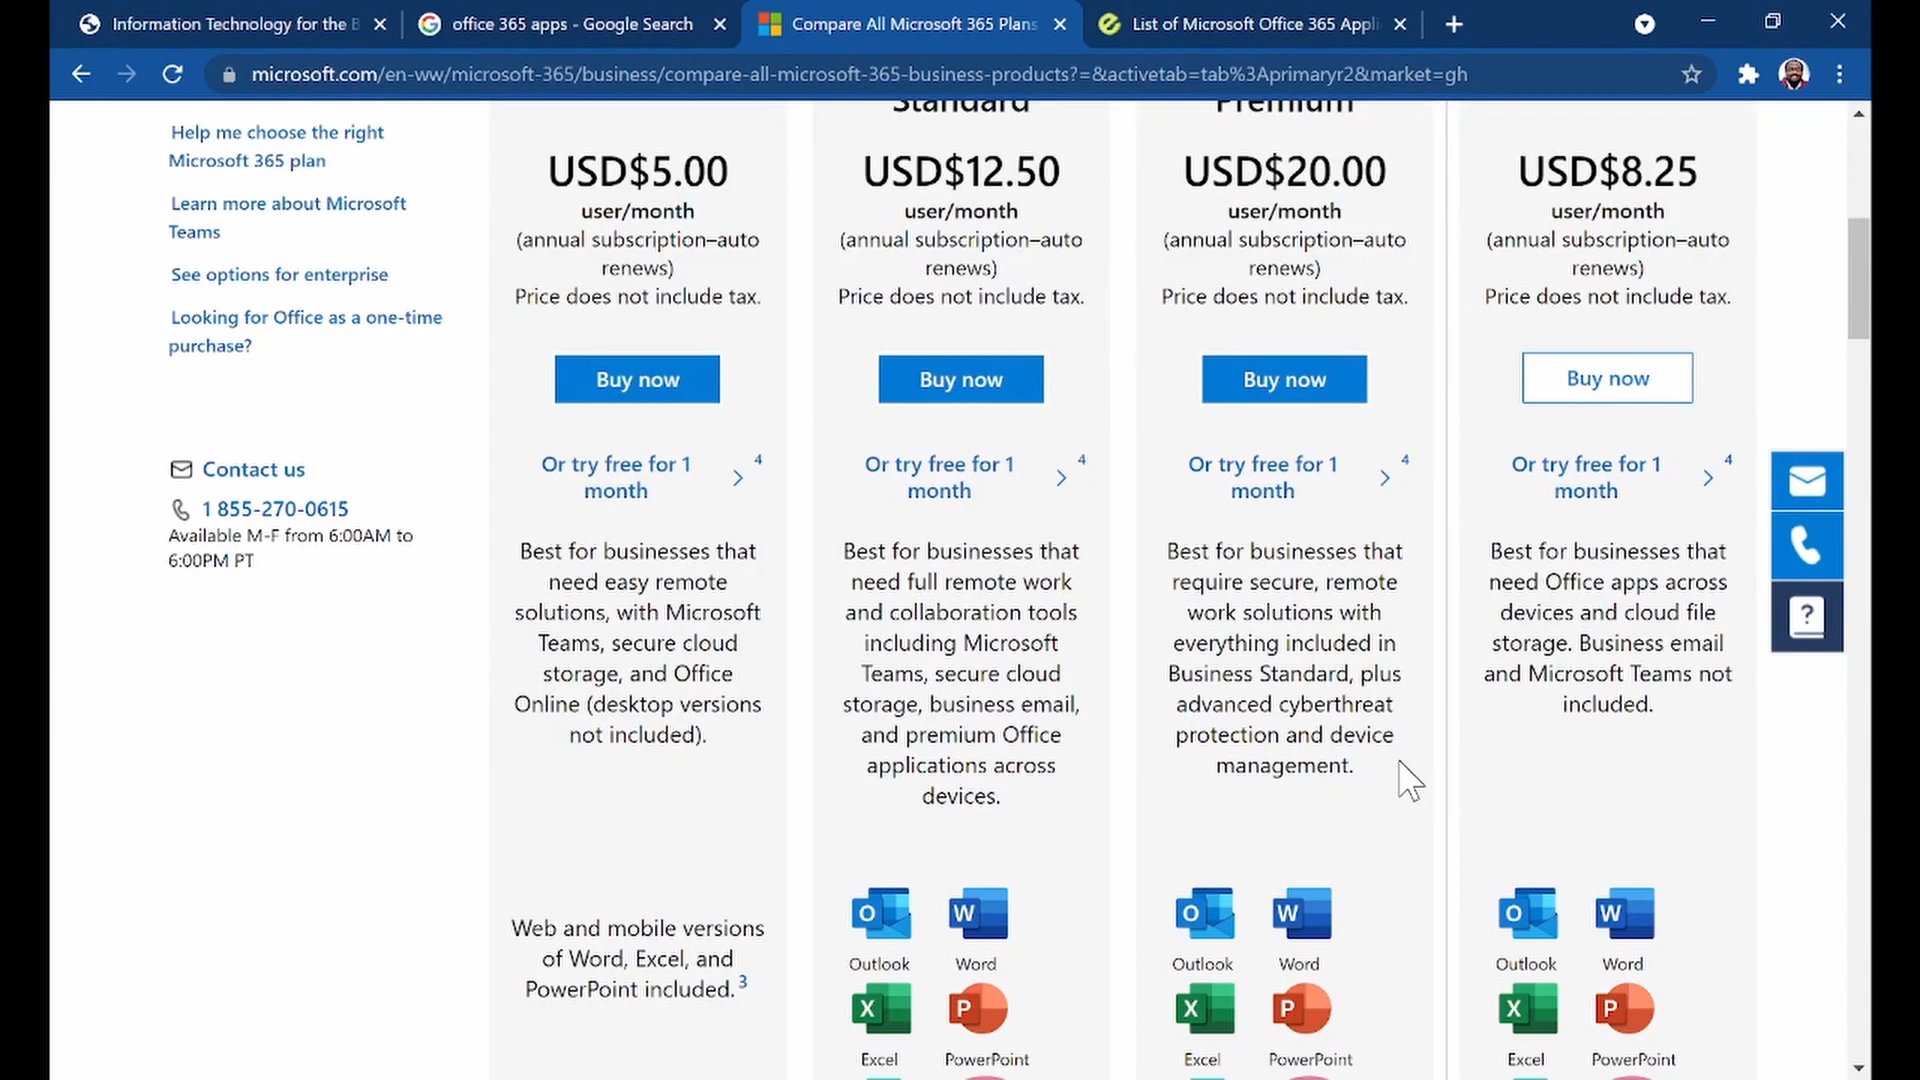 Information Technology for the B
office 365 apps - Google Search
Compare All Microsoft 365 Plans
List of Microsoft Office 365 Appli
microsoft.com/en-ww/microsoft-365/business/compare-all-microsoft-365-business-products?=&activetab=tab%3Aprimaryr2&market=gh
Help me choose the right
Microsoft 365 plan
Learn more about Microsoft
Teams
See options for enterprise
Looking for Office as a one-time
purchase?
Contact us
1 855-270-0615
Available M-F from 6:00AM to
6:00PM PT
USD$5.00
user/month
(annual subscription–auto
renews)
Price does not include tax.
Buy now
Or try free for 1
month
4
Best for businesses that
need easy remote
solutions, with Microsoft
Teams, secure cloud
storage, and Office
Online (desktop versions
not included).
Web and mobile versions
of Word, Excel, and
PowerPoint included.3
Standard
USD$12.50
user/month
(annual subscription–auto
renews)
Price does not include tax.
Buy now
Or try free for 1
month
4
Best for businesses that
need full remote work
and collaboration tools
including Microsoft
Teams, secure cloud
storage, business email,
and premium Office
applications across
devices.
O
W
Outlook
Word
X
P
Excel
PowerPoint
Premium
USD$20.00
user/month
(annual subscription–auto
renews)
Price does not include tax.
Buy now
Or try free for 1
month
4
Best for businesses that
require secure, remote
work solutions with
everything included in
Business Standard, plus
advanced cyberthreat
protection and device
management.
O
W
Outlook
Word
X
P
Excel
PowerPoint
USD$8.25
user/month
(annual subscription–auto
renews)
Price does not include tax.
Buy now
Or try free for 1
month
4
Best for businesses that
need Office apps across
devices and cloud file
storage. Business email
and Microsoft Teams not
included.
O
W
Outlook
Word
X
P
Excel
PowerPoint
?